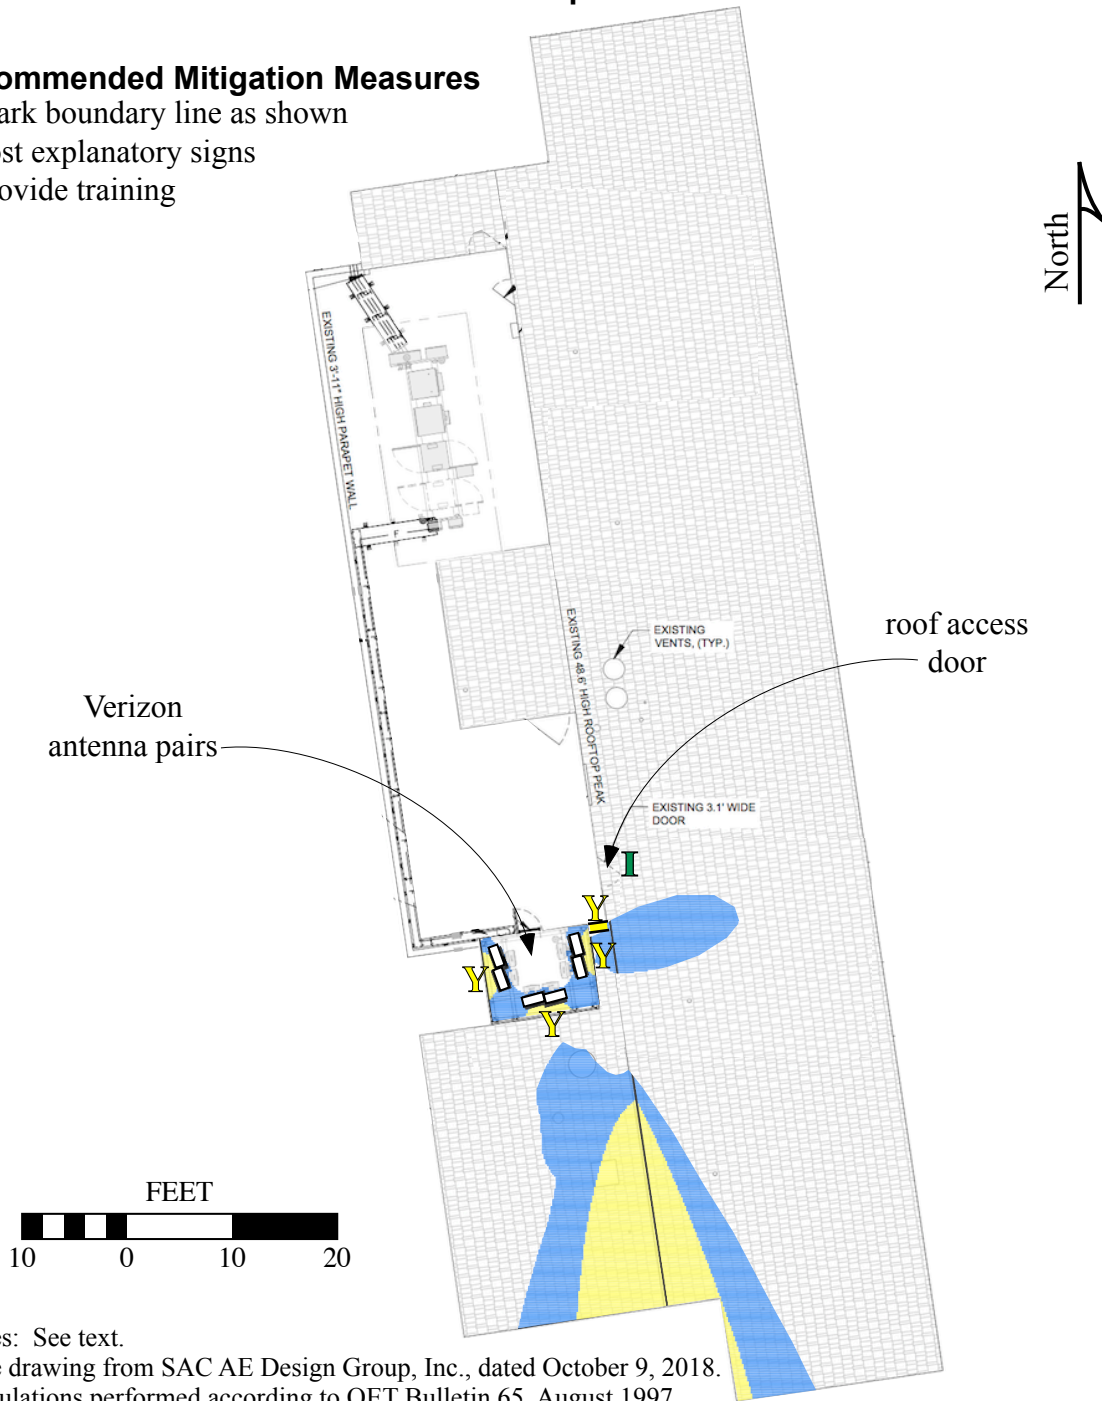 ommended Mitigation Measures
ark boundary line as shown
st explanatory signs
ovide training
North
EXISTING 3'-11" HIGH PARAPET WALL
F
EXISTING 48.6' HIGH ROOFTOP PEAK
EXISTING
VENTS, (TYP.)
roof access
door
Verizon
antenna pairs
EXISTING 3.1' WIDE
DOOR
I
Y
Y
Y
Y
FEET
10 0 10 20
es: See text.
e drawing from SAC AE Design Group, Inc., dated October 9, 2018.
ulations performed according to OET Bulletin 65, August 1997.